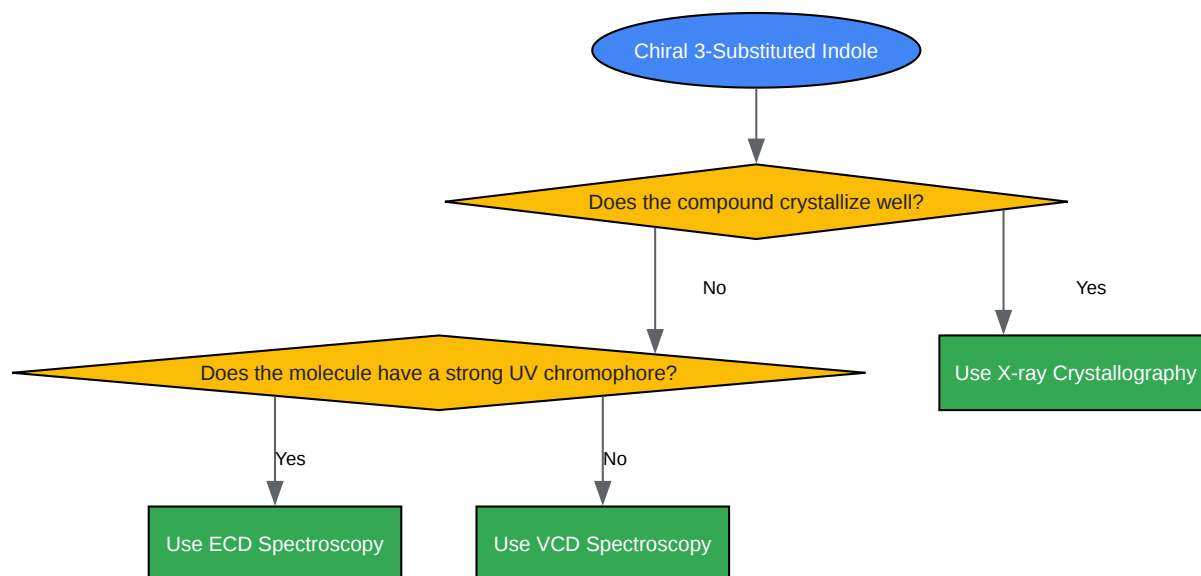 Chiral 3-Substituted Indole
Does the compound crystallize well?
No
Yes
Does the molecule have a strong UV chromophore?
Use X-ray Crystallography
Yes
No
Use ECD Spectroscopy
Use VCD Spectroscopy